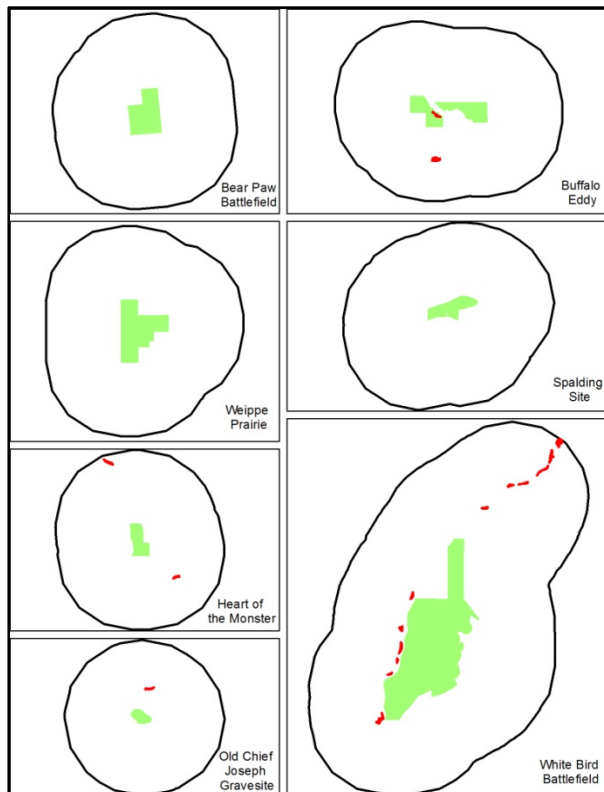 Bear Paw
Battlefield
Buffalo
Eddy
Weippe
Prairie
Spalding
Site
Heart of
the Monster
Old Chief
Joseph
Gravesite
White Bird
Battlefield